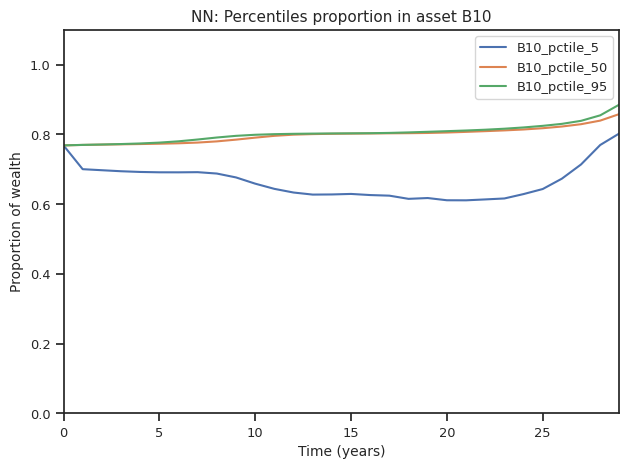 NN: Percentiles proportion in asset B10
B10_pctile_5
B10_pctile_50
B10_pctile_95
Proportion of wealth
1.0
0.8
0.6
0.4
0.2
0.0
0 5 10 15 20 25
Time (years)